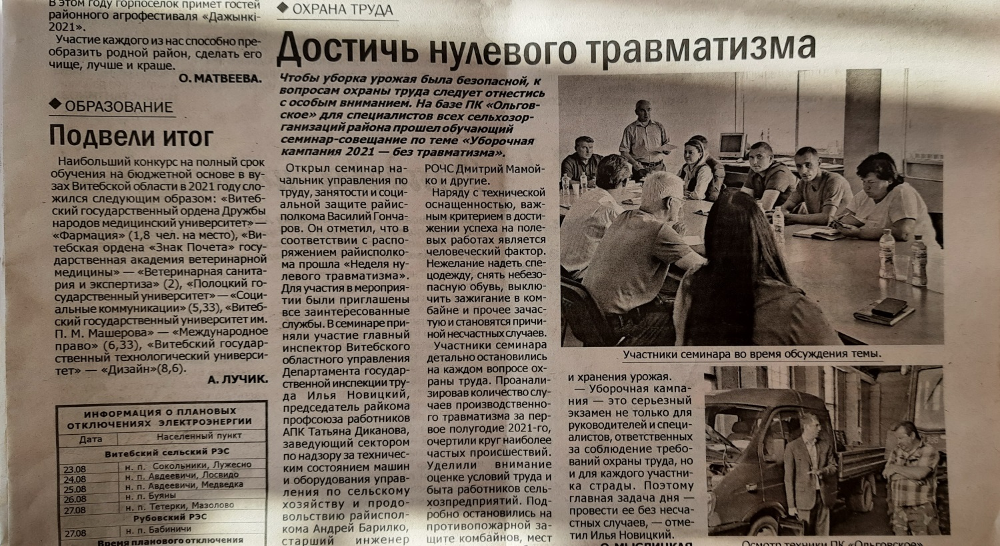 В этом году горпоселок примет гостей
районного агрофестиваля «Дажынкі-
2021».
Участие каждого из нас способно пре-
образить родной район, сделать его
чище, лучше и краше.
О. МАТВЕЕВА.
ОБРАЗОВАНИЕ
Подвели итог
Наибольший конкурс на полный срок
обучения на бюджетной основе в ву-
зах Витебской области в 2021 году сло-
жился следующим образом: «Витеб-
ский государственный ордена Дружбы
народов медицинский университет» —
«Фармация» (1,8 чел. на место), «Ви-
тебская ордена «Знак Почета» госу-
дарственная академия ветеринарной
медицины» — «Ветеринарная санита-
рия и экспертиза» (2), «Полоцкий го-
сударственный университет» — «Соци-
альные коммуникации» (5,33), «Витеб-
ский государственный университет им.
П. М. Машерова» — «Международное
право» (6,33), «Витебский государ-
ственный технологический универси-
тет» — «Дизайн»(8,6).
А. ЛУЧИК.
ИНФОРМАЦИЯ О ПЛАНОВЫХ
ОТКЛЮЧЕНИЯХ ЭЛЕКТРОЭНЕРГИИ
Дата Населенный пункт
Витебский сельский РЭС
23.08 н. п. Сокольники, Лужесно
24.08 н. п. Авдеевичи, Лосвидо
25.08 н. п. Авдеевичи, Медведка
26.08 н. п. Буяны
27.08 н. п. Тетерки, Мазолово
Рубовский РЭС
27.08 н. п. Бабиничи
Время планового отключения
ОХРАНА ТРУДА
Достичь нулевого травматизма
Чтобы уборка урожая была безопасной, к
вопросам охраны труда следует отнестись
с особым вниманием. На базе ПК «Ольгов-
ское» для специалистов всех сельхозор-
ганизаций района прошел обучающий
семинар-совещание по теме «Уборочная
кампания 2021 — без травматизма».
Открыл семинар на-
чальник управления по
труду, занятости и соци-
альной защите райис-
полкома Василий Гонча-
ров. Он отметил, что в
соответствии с распо-
ряжением райисполко-
ма прошла «Неделя ну-
левого травматизма».
Для участия в мероприя-
тии были приглашены
все заинтересованные
службы. В семинаре при-
няли участие главный
инспектор Витебского
областного управления
Департамента государ-
ственной инспекции тру-
да Илья Новицкий,
председатель райкома
профсоюза работников
АПК Татьяна Диканова,
заведующий сектором
по надзору за техничес-
ким состоянием машин
и оборудования управ-
ления по сельскому
хозяйству и продо-
вольствию райиспол-
кома Андрей Барилко,
старший инженер
РОЧС Дмитрий Мамой-
ко и другие.
Наряду с технической
оснащенностью, важ-
ным критерием в дости-
жении успеха на поле-
вых работах является
человеческий фактор.
Нежелание надеть спе-
цодежду, снять небезо-
пасную обувь, выклю-
чить зажигание в ком-
байне и прочее зачас-
тую и становятся причи-
ной несчастных случаев.
Участники семинара
детально остановились
на каждом вопросе ох-
раны труда. Проанали-
зировав количество слу-
чаев производственно-
го травматизма за пер-
вое полугодие 2021-го,
очертили круг наиболее
частых происшествий.
Уделили внимание
оценке условий труда и
быта работников сель-
хозпредприятий. Под-
робно остановились на
противопожарной за-
щите комбайнов, мест
Участники семинара во время обсуждения темы.
и хранения урожая.
— Уборочная кампа-
ния — это серьезный
экзамен не только для
руководителей и специ-
алистов, ответственных
за соблюдение требо-
ваний охраны труда, но
и для каждого участни-
ка страды. Поэтому
главная задача дня —
провести ее без несча-
стных случаев, — отме-
тил Илья Новицкий.
О. МЫСЛИЦКАЯ
Осмотр техники ПК «Ольговское».